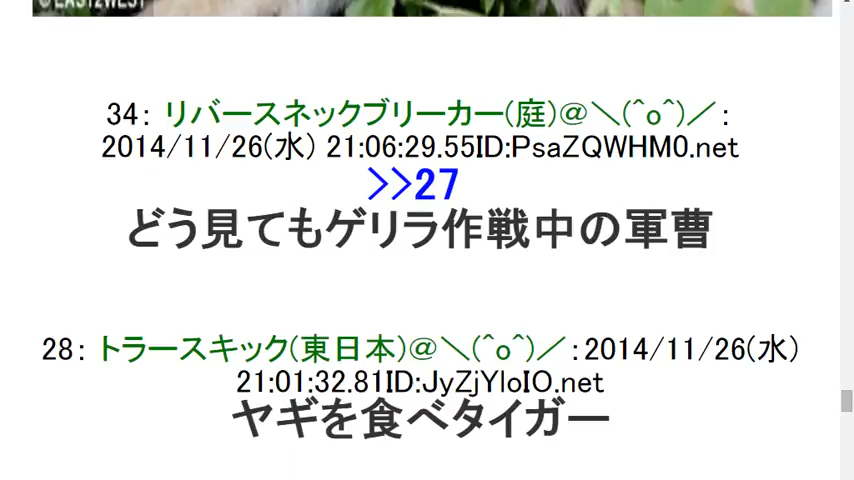 ©EAST2WEST
34： リバースネックブリーカー(庭)＠＼(^o^)／：
2014/11/26(水) 21:06:29.55ID:PsaZQWHM0.net
>>27
どう見てもゲリラ作戦中の軍曹
28： トラースキック(東日本)＠＼(^o^)／：2014/11/26(水)
21:01:32.81ID:JyZjYloIO.net
ヤギを食べタイガー